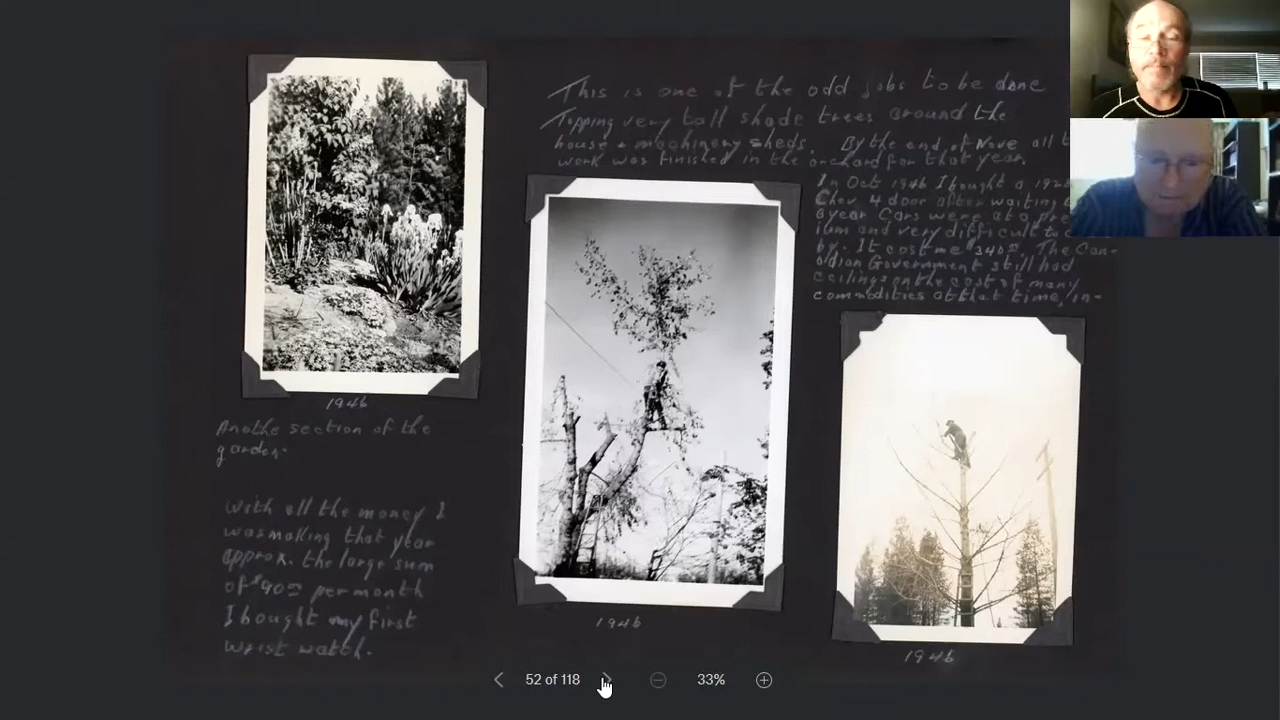 This is one of the odd jobs to be done
Topping very tall shade trees around the
house & machinery sheds. By the end of Nove all t
work was finished in the orchard for that year.
In Oct 1946 I bought a 192
Chev 4 door after waiting
a year Cars were at a pre
ium and very difficult to
by. It cost me $340.00. The Can-
adian Government still had
ceilings on the cost of many
commodities at that time, in-
1946
Anothe section of the
garden.
With all the money I
was making that year
approx. the large sum
of $90.00 per month
I bought my first
wrist watch.
1946
1946
52 of 118
33%